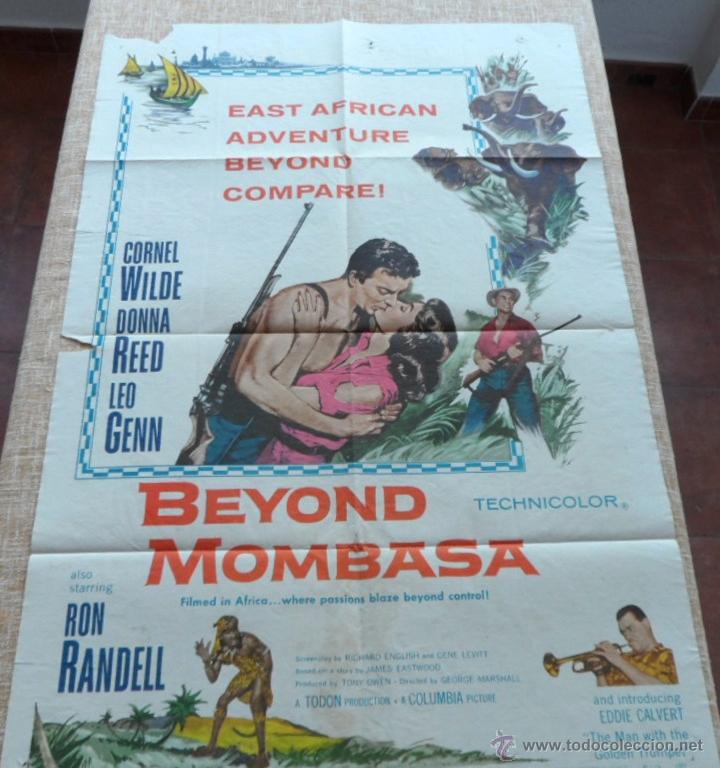 EAST AFRICAN
ADVENTURE
BEYOND
COMPARE!
CORNEL
WILDE
DONNA
REED
LEO
GENN
BEYOND
MOMBASA
TECHNICOLOR ®
Filmed in Africa...where passions blaze beyond control!
also
starring
RON
RANDELL
Screenplay by RICHARD ENGLISH and GENE LEVITT
Based on a story by JAMES EASTWOOD
Produced by TONY OWEN • Directed by GEORGE MARSHALL
A TODON PRODUCTION • A COLUMBIA PICTURE
and introducing
EDDIE CALVERT
"The Man with the
Golden Trumpet"
© www.todocoleccion.net